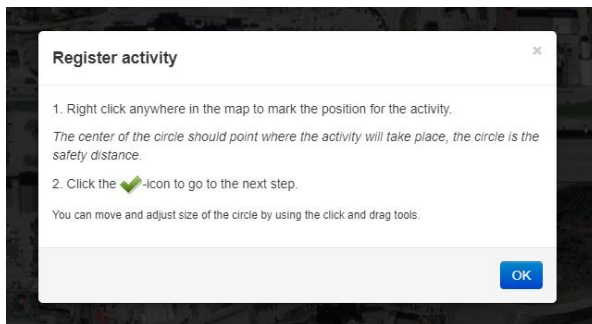 Register activity
×
1. Right click anywhere in the map to mark the position for the activity.
The center of the circle should point where the activity will take place, the circle is the
safety distance.
2. Click the -icon to go to the next step.
You can move and adjust size of the circle by using the click and drag tools.
OK